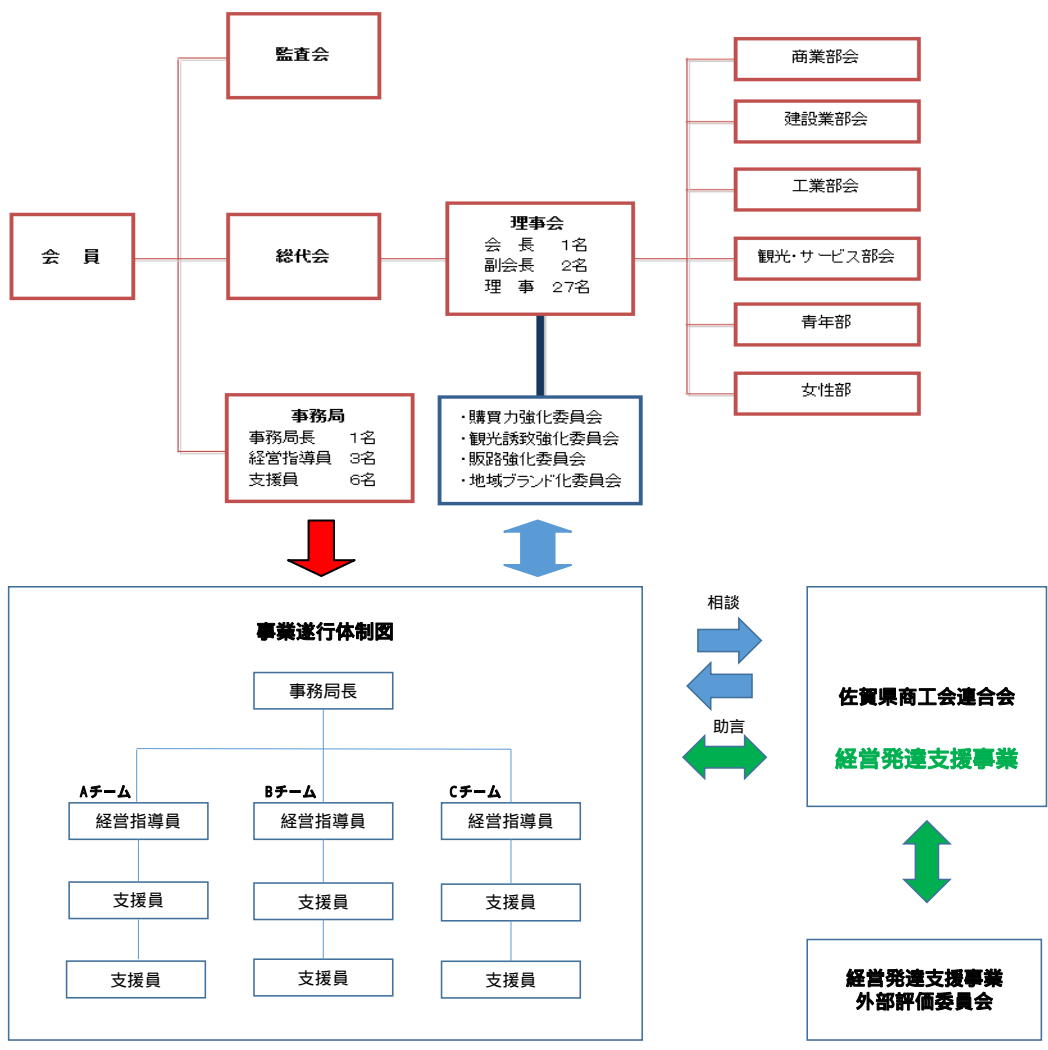 監査会
会　員
総代会
理事会
会　長　1名
副会長　2名
理　事　27名
事務局
事務局長　1名
経営指導員　3名
支援員　6名
・購買力強化委員会
・観光誘致強化委員会
・販路強化委員会
・地域ブランド化委員会
商業部会
建設業部会
工業部会
観光・サービス部会
青年部
女性部
事業遂行体制図
事務局長
Aチーム
経営指導員
支援員
支援員
Bチーム
経営指導員
支援員
支援員
Cチーム
経営指導員
支援員
支援員
相談
助言
佐賀県商工会連合会
経営発達支援事業
経営発達支援事業
外部評価委員会